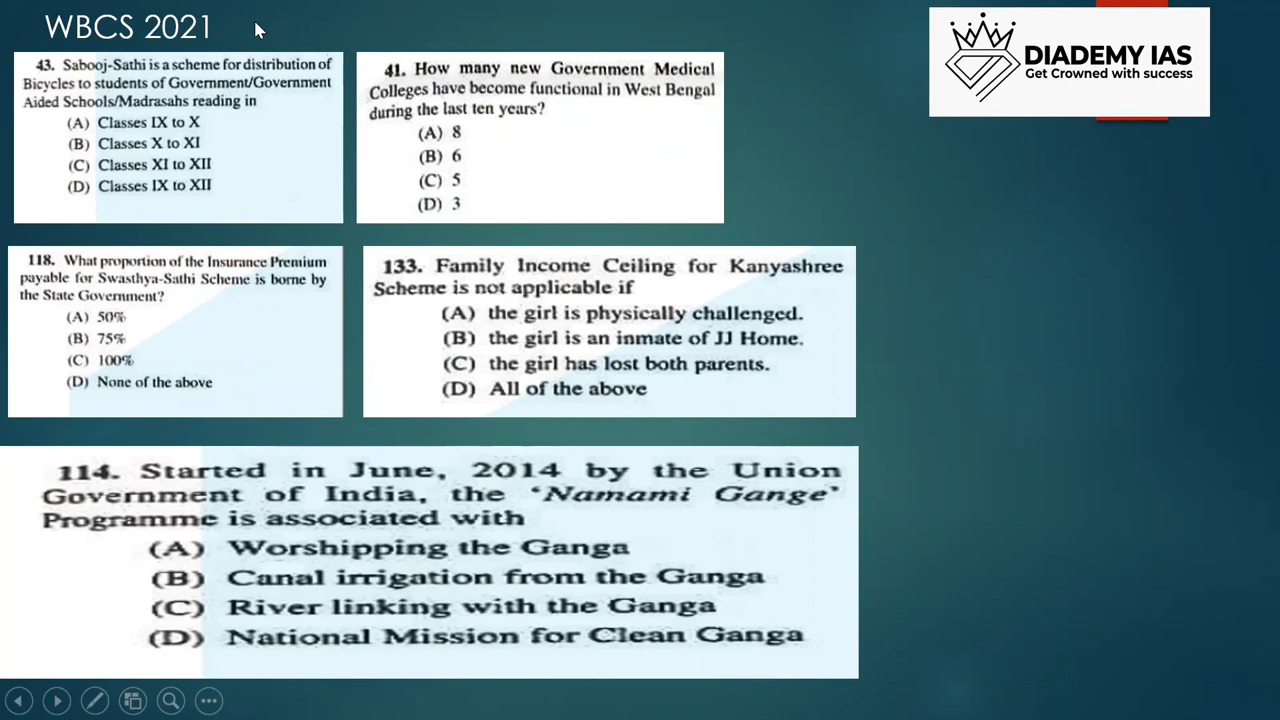 WBCS 2021
DIADEMY IAS
Get Crowned with success
43. Sabooj-Sathi is a scheme for distribution of
Bicycles to students of Government/Government
Aided Schools/Madrasahs reading in
(A) Classes IX to X
(B) Classes X to XI
(C) Classes XI to XII
(D) Classes IX to XII
41. How many new Government Medical
Colleges have become functional in West Bengal
during the last ten years?
(A) 8
(B) 6
(C) 5
(D) 3
118. What proportion of the Insurance Premium
payable for Swasthya-Sathi Scheme is borne by
the State Government?
(A) 50%
(B) 75%
(C) 100%
(D) None of the above
133. Family Income Ceiling for Kanyashree
Scheme is not applicable if
(A) the girl is physically challenged.
(B) the girl is an inmate of JJ Home.
(C) the girl has lost both parents.
(D) All of the above
114. Started in June, 2014 by the Union
Government of India, the ‘Namami Gange’
Programme is associated with
(A) Worshipping the Ganga
(B) Canal irrigation from the Ganga
(C) River linking with the Ganga
(D) National Mission for Clean Ganga